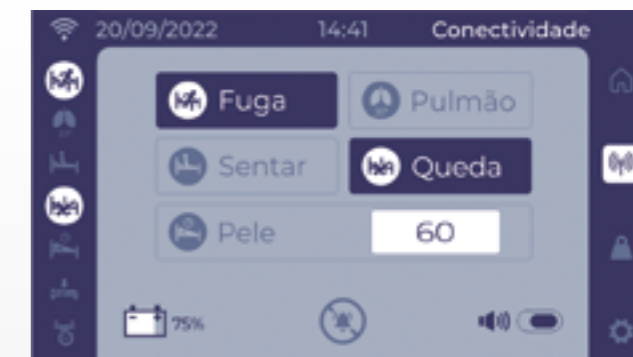 20/09/2022 14:41 Conectividade
Fuga Pulmão
Sentar Queda
Pele 60
75%